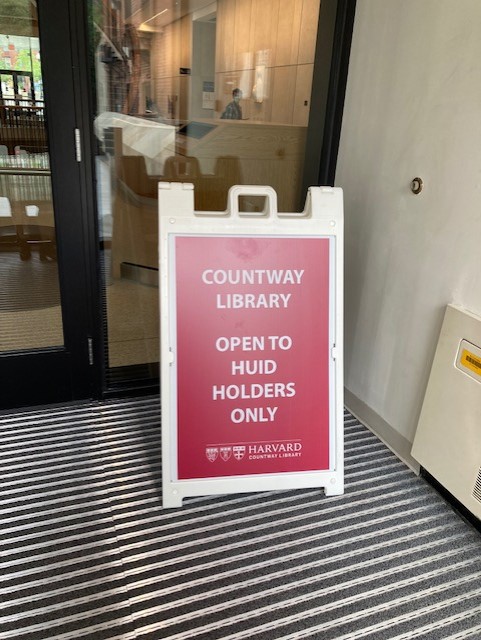 COUNTWAY
LIBRARY
OPEN TO
HUID
HOLDERS
ONLY
HARVARD
COUNTWAY LIBRARY